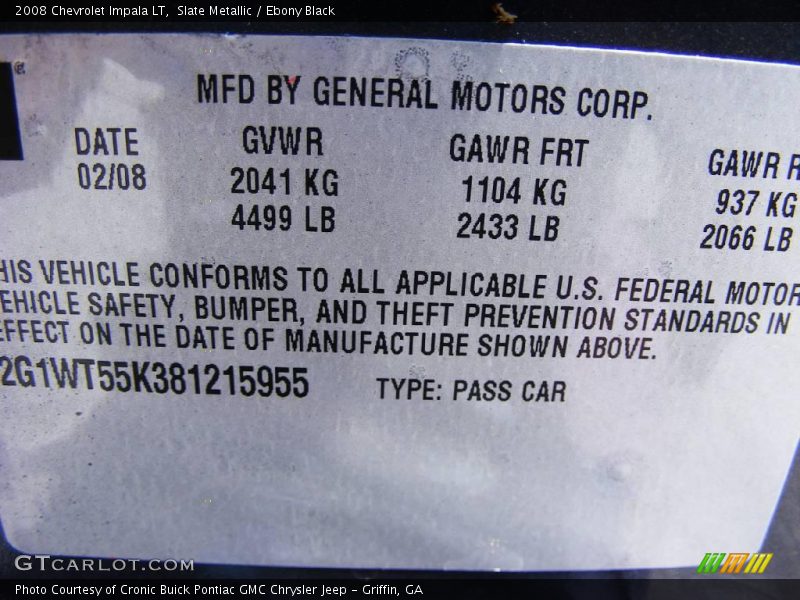 2008 Chevrolet Impala LT, Slate Metallic / Ebony Black
MFD BY GENERAL MOTORS CORP.
DATE GVWR GAWR FRT GAWR R
02/08 2041 KG 1104 KG 937 KG
4499 LB 2433 LB 2066 LB
HIS VEHICLE CONFORMS TO ALL APPLICABLE U.S. FEDERAL MOTOR
EHICLE SAFETY, BUMPER, AND THEFT PREVENTION STANDARDS IN
EFFECT ON THE DATE OF MANUFACTURE SHOWN ABOVE.
2G1WT55K381215955 TYPE: PASS CAR
GTCarLot.com
Photo Courtesy of Cronic Buick Pontiac GMC Chrysler Jeep - Griffin, GA